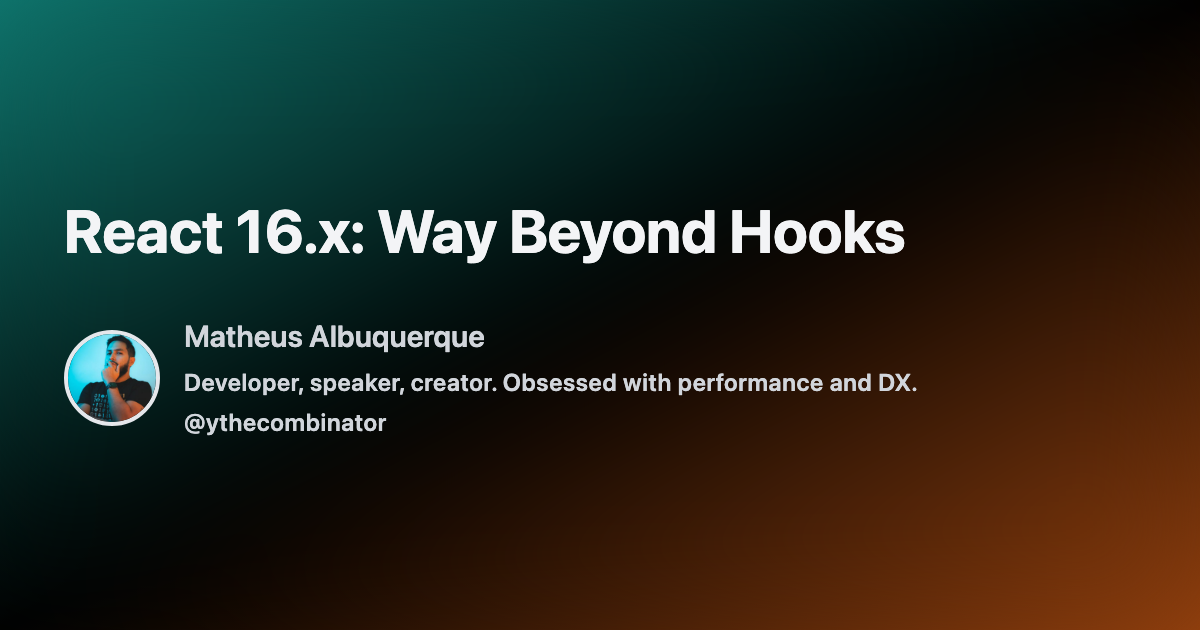 React 16.x: Way Beyond Hooks
Matheus Albuquerque
Developer, speaker, creator. Obsessed with performance and DX.
@ythecombinator